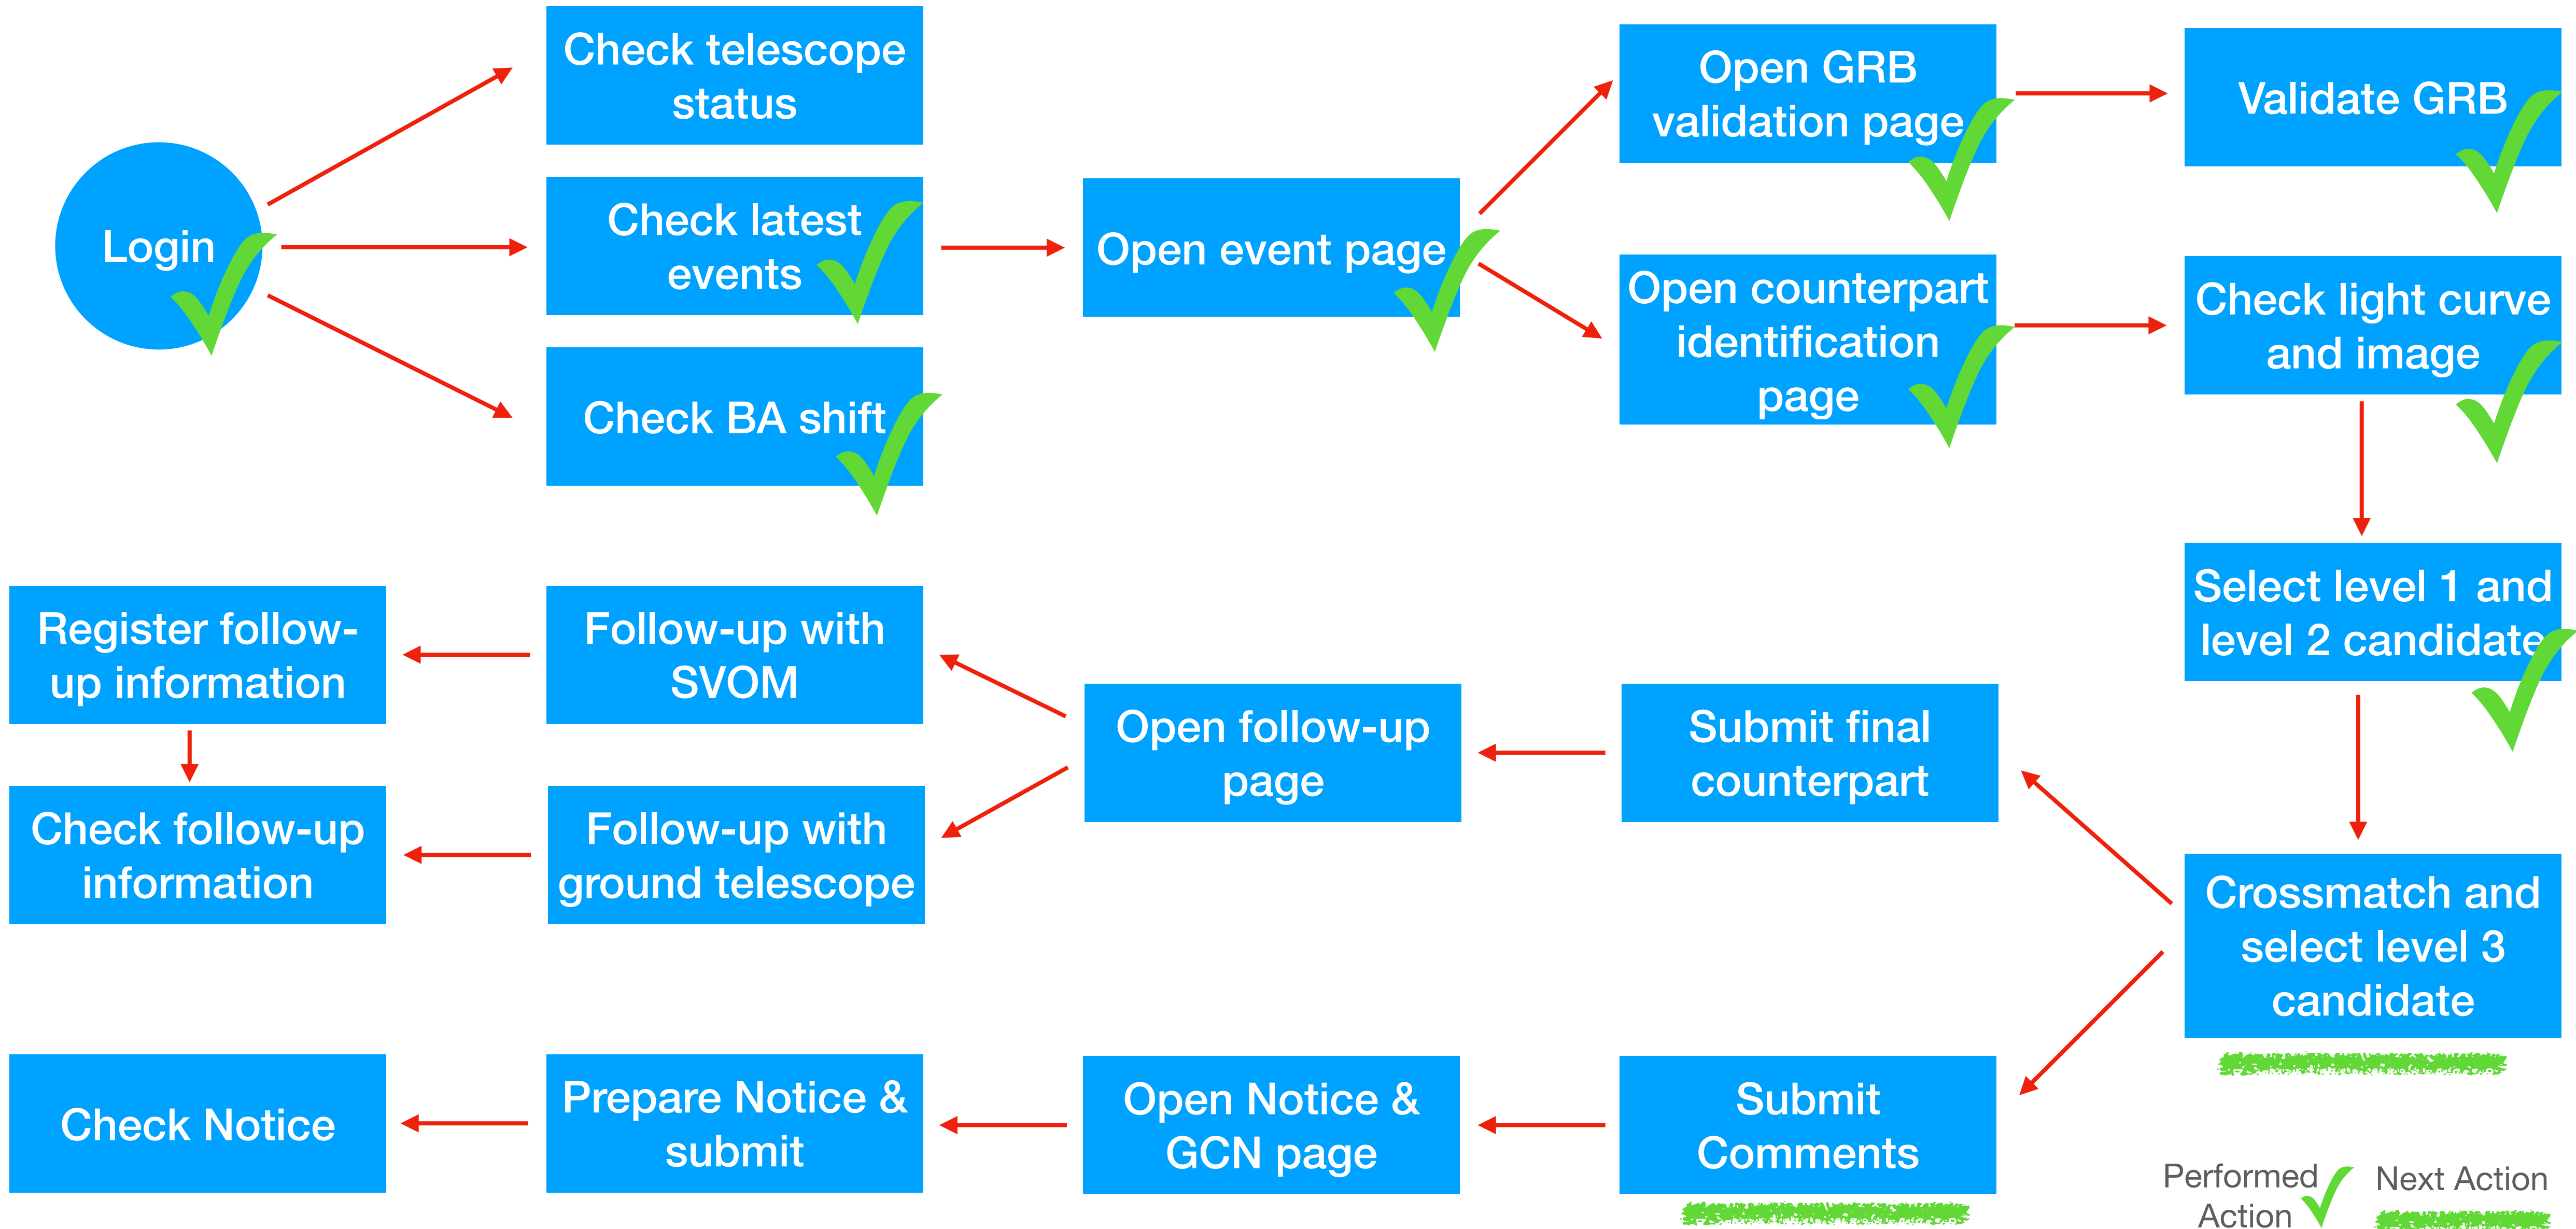 Check telescope
status
Open GRB
validation page
Validate GRB
Login
Check latest
events
Open event page
Check BA shift
Open counterpart
identification
page
Check light curve
and image
Select level 1 and
level 2 candidate
Register follow-
up information
Follow-up with
SVOM
Open follow-up
page
Submit final
counterpart
Check follow-up
information
Follow-up with
ground telescope
Crossmatch and
select level 3
candidate
Check Notice
Prepare Notice &
submit
Open Notice &
GCN page
Submit
Comments
Performed
Action
Next Action